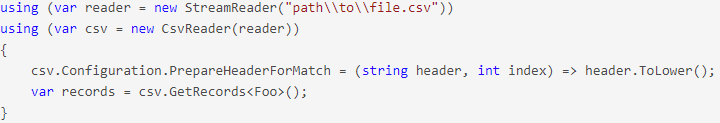 using (var reader = new StreamReader("path\\to\\file.csv"))
using (var csv = new CsvReader(reader))
{
    csv.Configuration.PrepareHeaderForMatch = (string header, int index) => header.ToLower();
    var records = csv.GetRecords<Foo>();
}